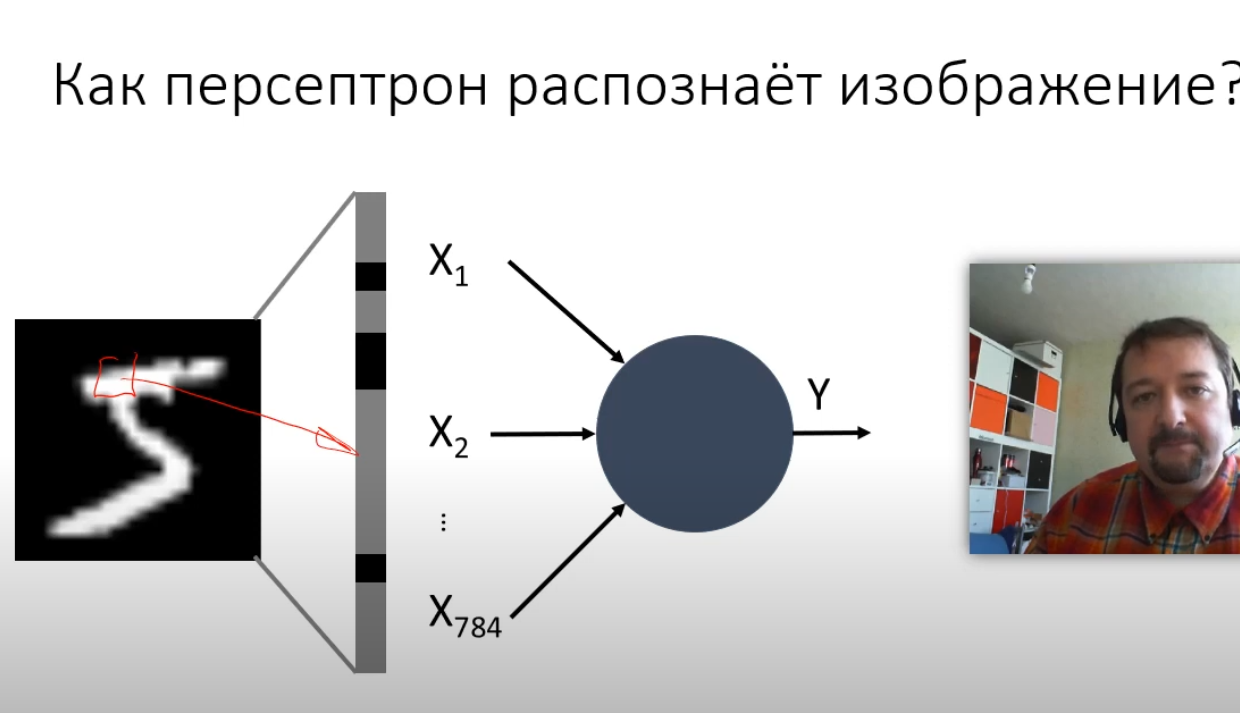 Как персептрон распознаёт изображение?
X₁
X₂
Y
⋮
X₇₈₄